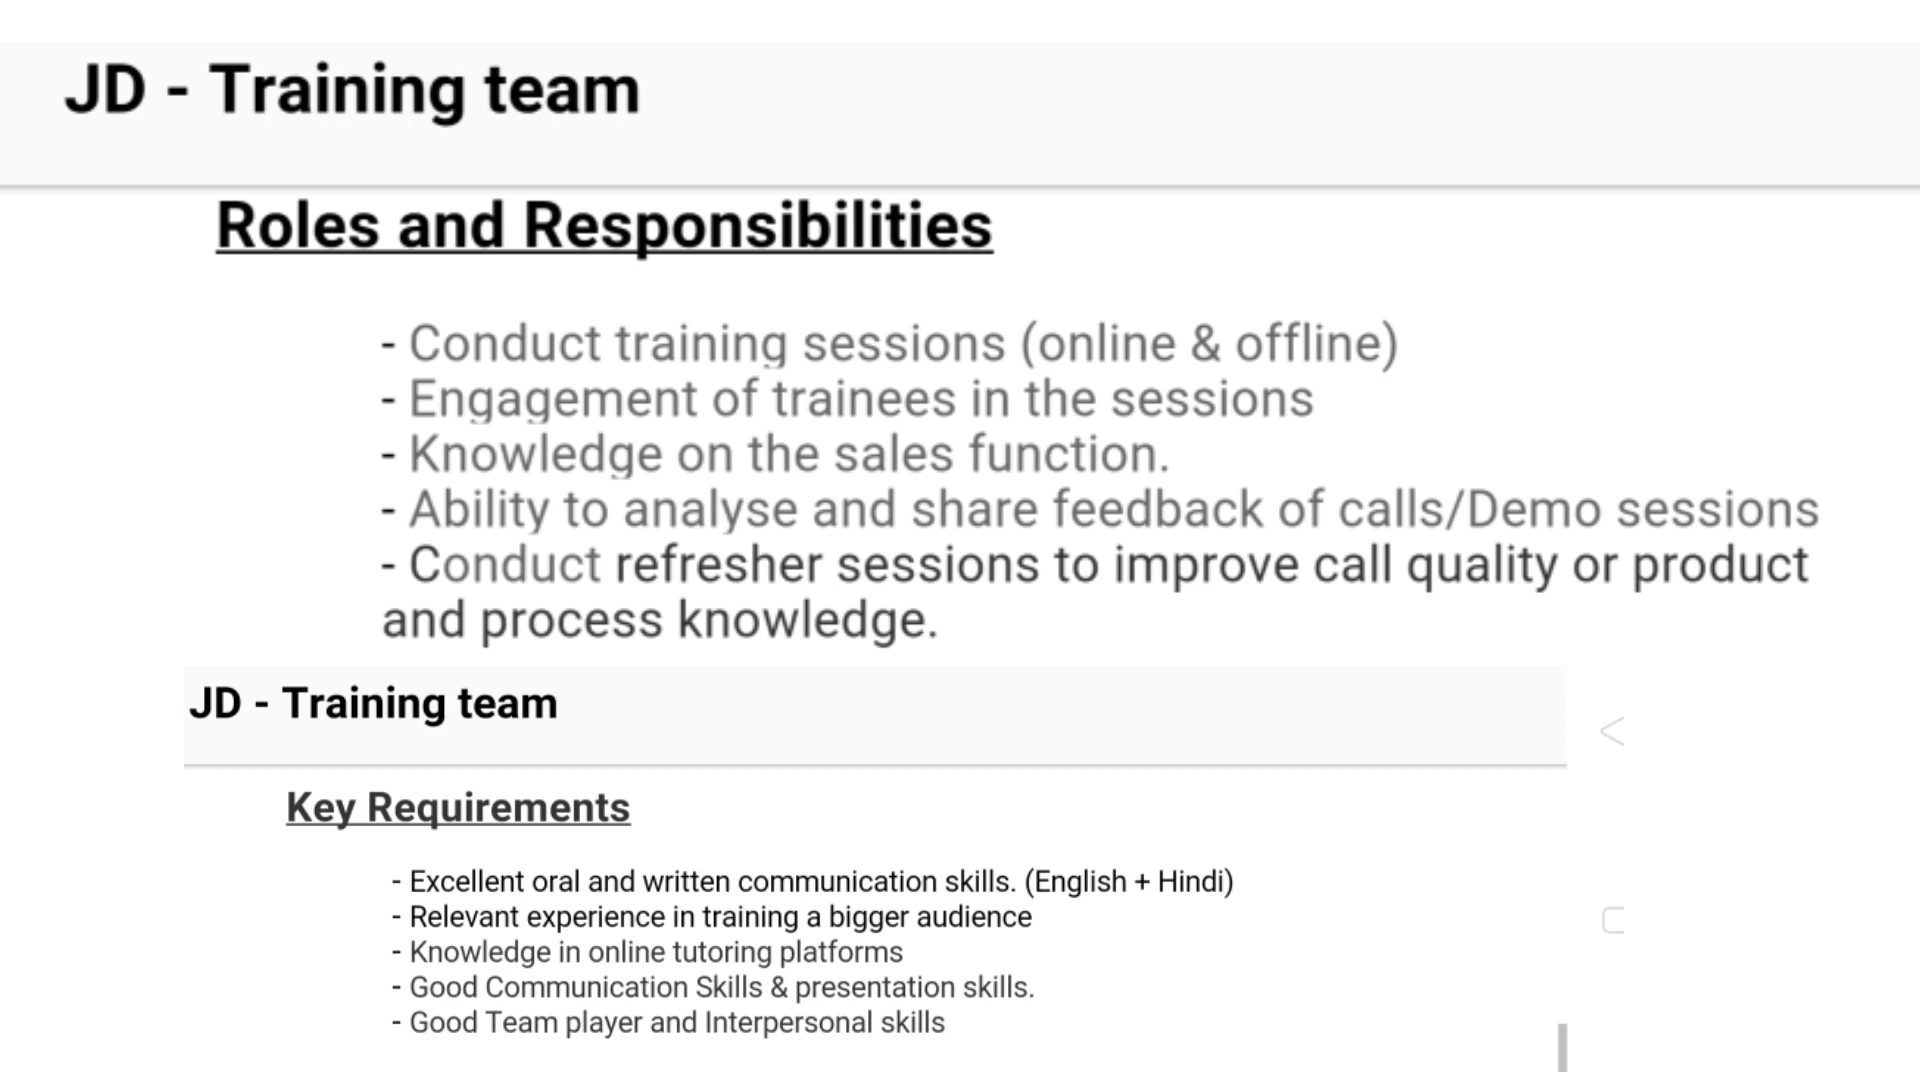 JD - Training team
Roles and Responsibilities
- Conduct training sessions (online & offline)
- Engagement of trainees in the sessions
- Knowledge on the sales function.
- Ability to analyse and share feedback of calls/Demo sessions
- Conduct refresher sessions to improve call quality or product
and process knowledge.
JD - Training team
Key Requirements
- Excellent oral and written communication skills. (English + Hindi)
- Relevant experience in training a bigger audience
- Knowledge in online tutoring platforms
- Good Communication Skills & presentation skills.
- Good Team player and Interpersonal skills